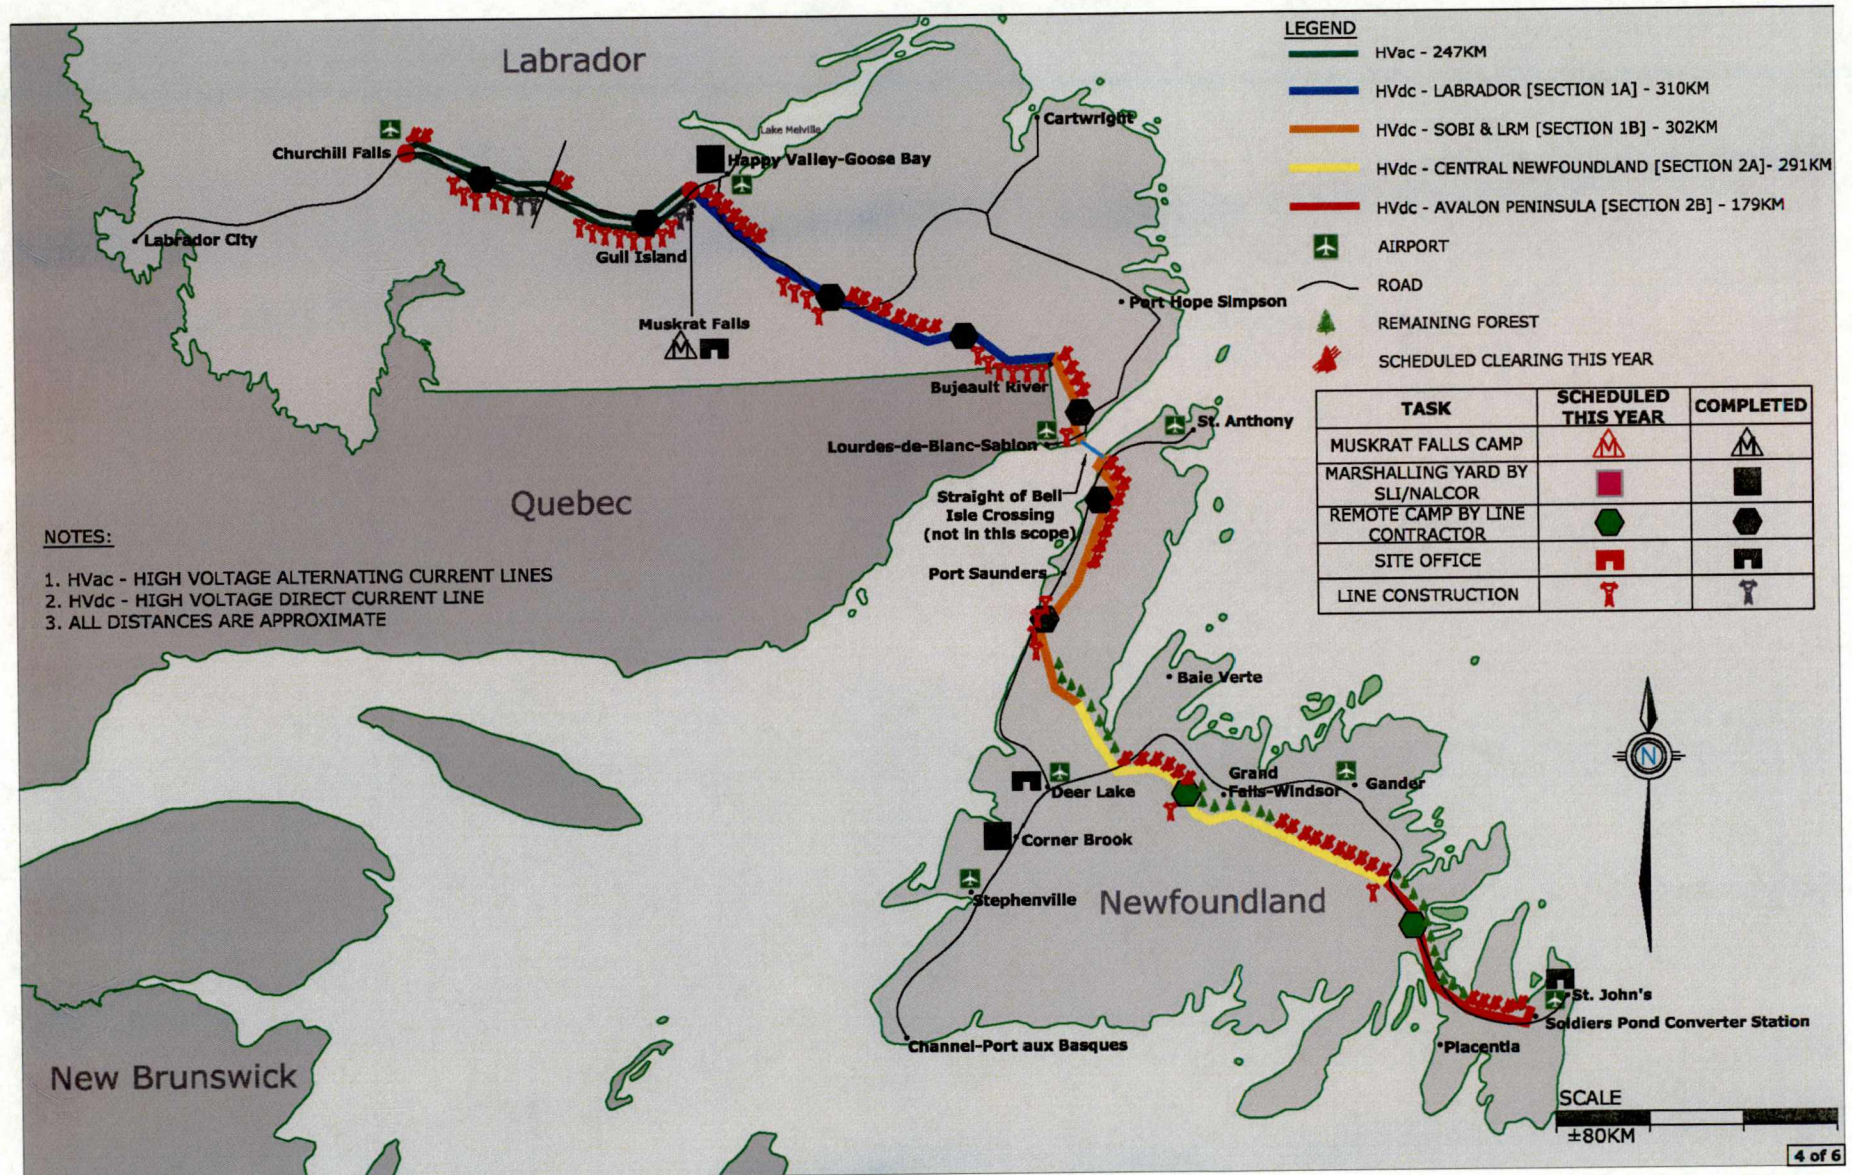 LEGEND
HVac - 247KM
HVdc - LABRADOR [SECTION 1A] - 310KM
HVdc - SOBI & LRM [SECTION 1B] - 302KM
HVdc - CENTRAL NEWFOUNDLAND [SECTION 2A]- 291KM
HVdc - AVALON PENINSULA [SECTION 2B] - 179KM
AIRPORT
ROAD
REMAINING FOREST
SCHEDULED CLEARING THIS YEAR
TASK
SCHEDULED
THIS YEAR
COMPLETED
MUSKRAT FALLS CAMP
MARSHALLING YARD BY
SLI/NALCOR
REMOTE CAMP BY LINE
CONTRACTOR
SITE OFFICE
LINE CONSTRUCTION
Labrador
Lake Melville
Cartwright
Churchill Falls
Happy Valley-Goose Bay
Labrador City
Gull Island
Port Hope Simpson
Muskrat Falls
Bujeault River
St. Anthony
Lourdes-de-Blanc-Sablon
Quebec
Straight of Bell
Isle Crossing
(not in this scope)
NOTES:
1. HVac - HIGH VOLTAGE ALTERNATING CURRENT LINES
2. HVdc - HIGH VOLTAGE DIRECT CURRENT LINE
3. ALL DISTANCES ARE APPROXIMATE
Port Saunders
Baie Verte
N
Grand
Falls-Windsor
Gander
Deer Lake
Corner Brook
Stephenville
Newfoundland
St. John's
Soldiers Pond Converter Station
Placentia
Channel-Port aux Basques
New Brunswick
SCALE
±80KM
4 of 6